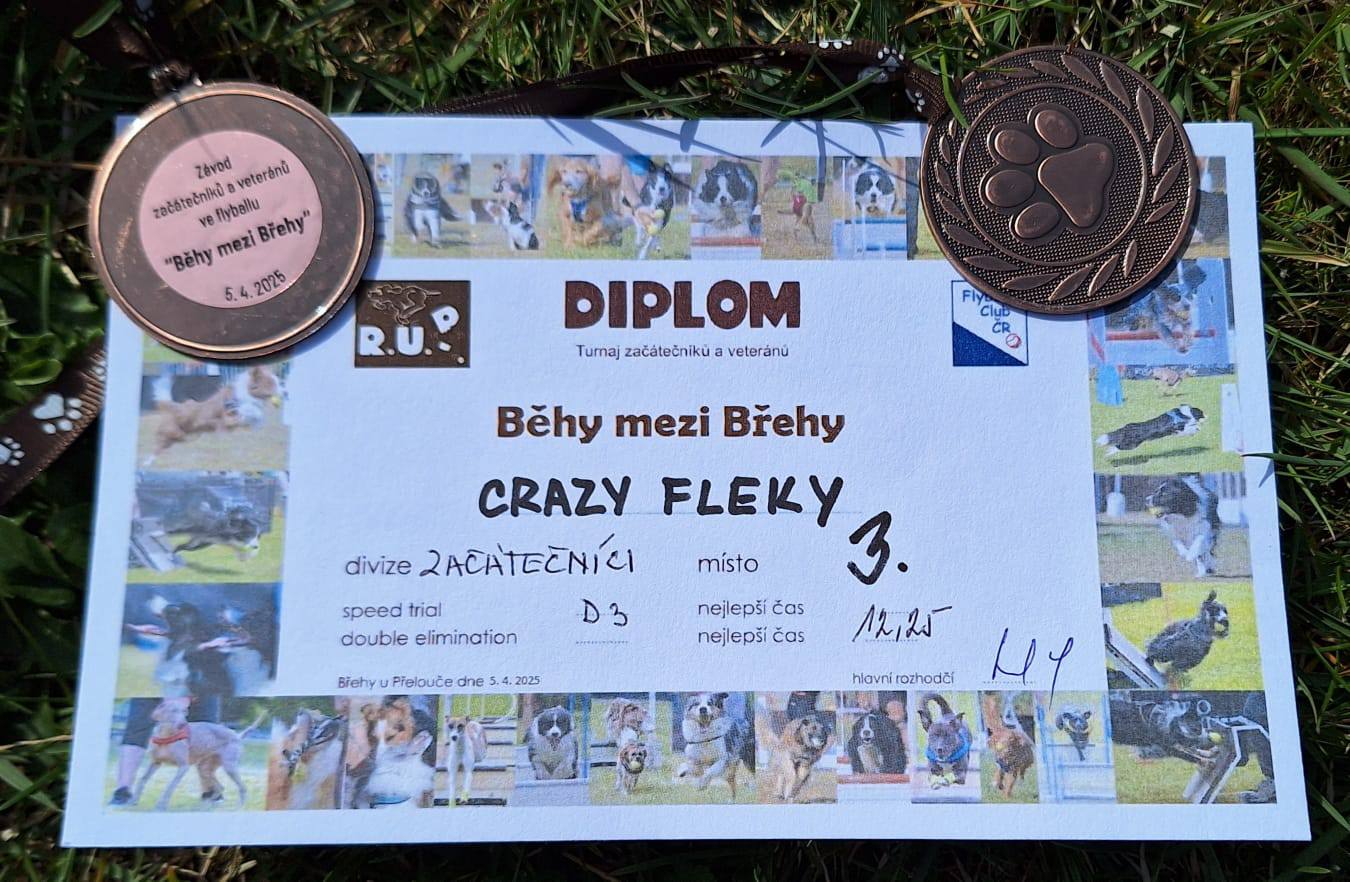 Závod
začátečníků a veteránů
ve flyballu
"Běhy mezi Břehy"
5. 4. 2025
R.U.P.
DIPLOM
Turnaj začátečníků a veteránů
Club
ČR
Běhy mezi Břehy
CRAZY FLEKY
divize ZAČÁTEČNÍCI místo 3.
speed trial D3 nejlepší čas
double elimination nejlepší čas 12,25
Břehy u Přelouče dne 5. 4. 2025 hlavní rozhodčí